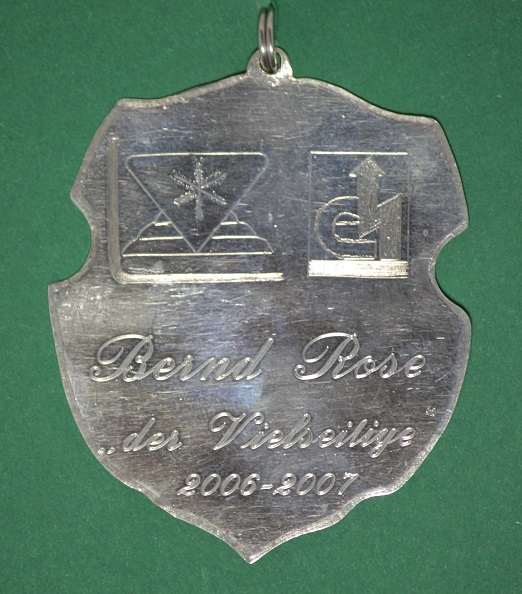 Bernd Rose
„der Vielseitige“
2006-2007